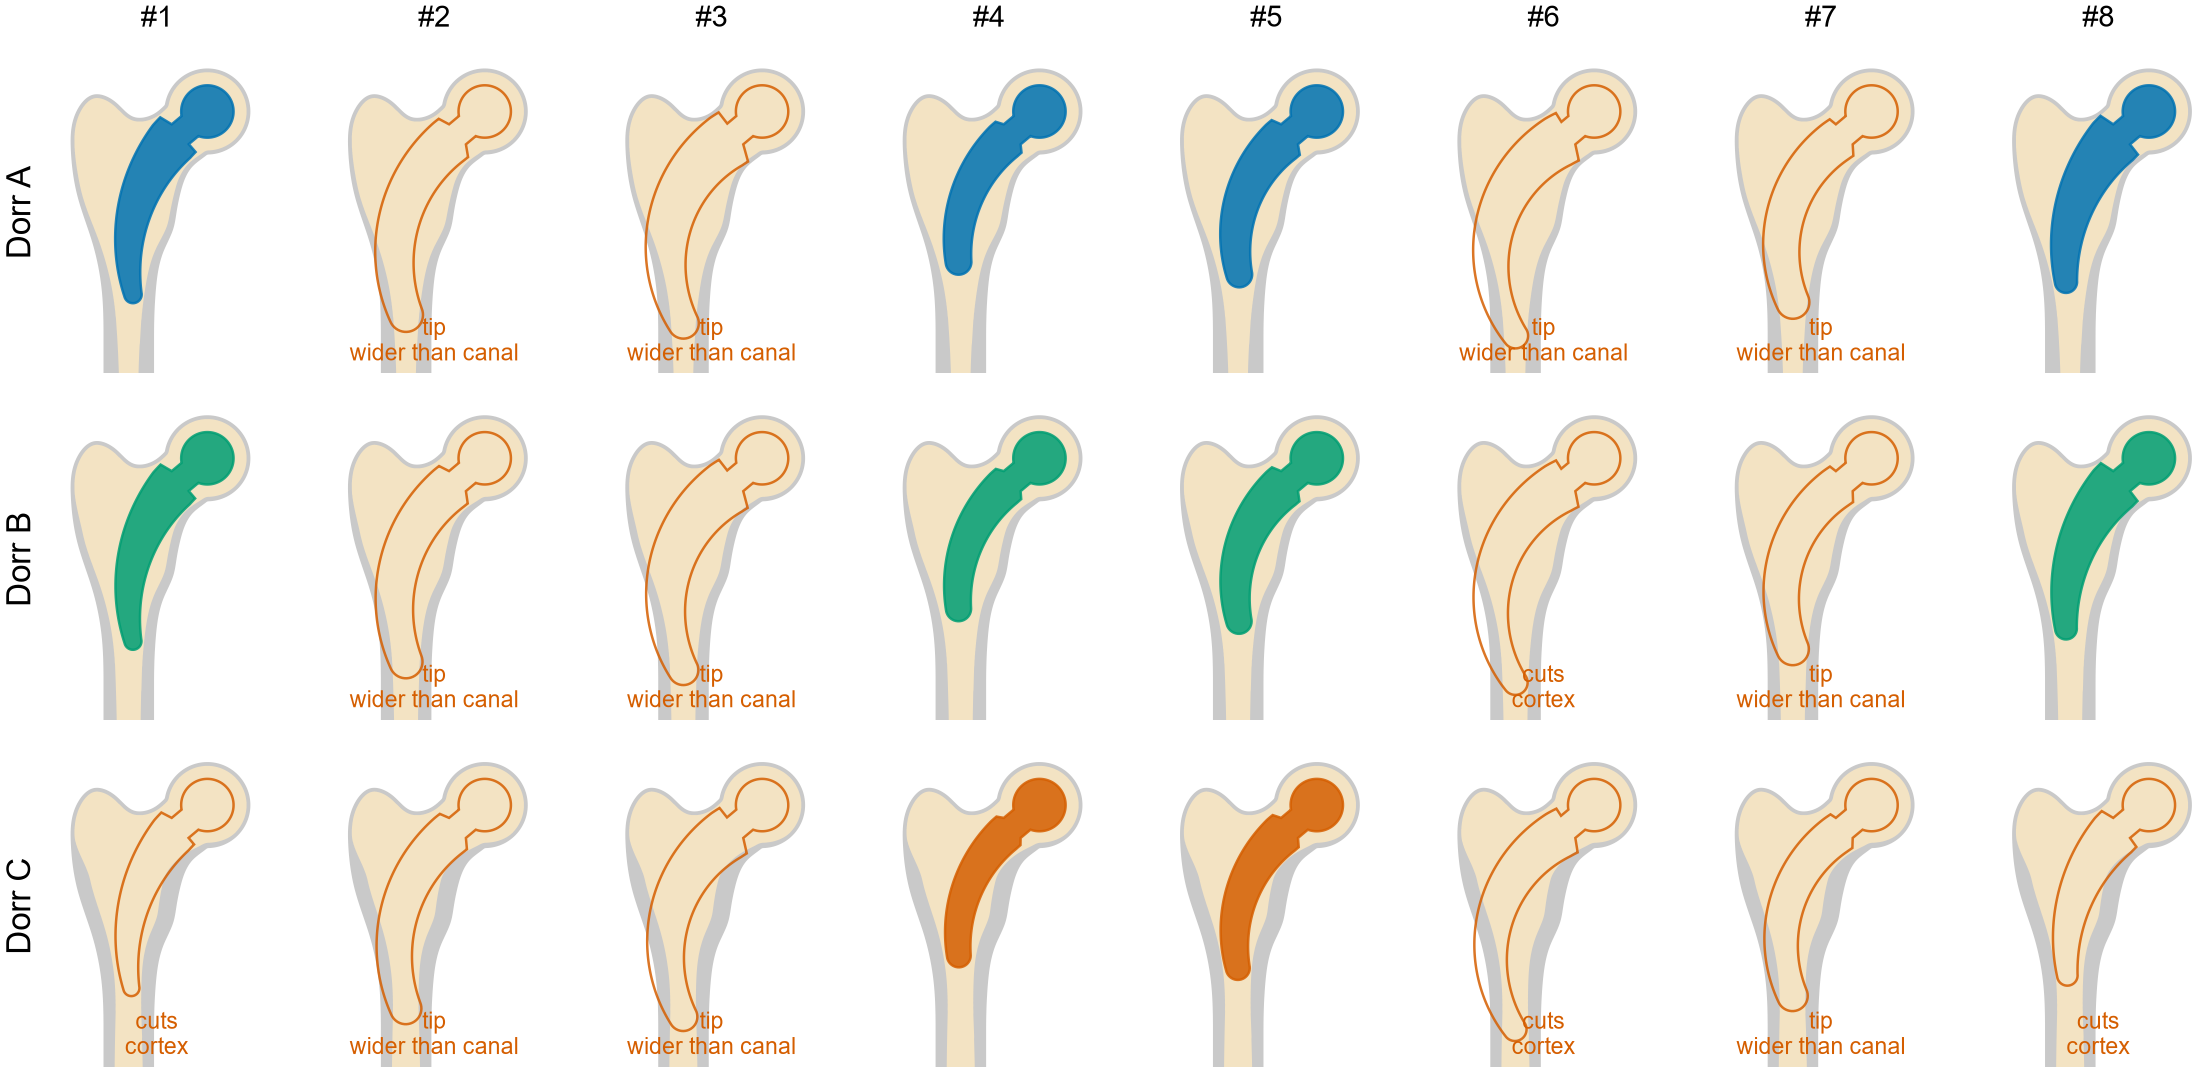 #1 #2 #3 #4 #5 #6 #7 #8
Dorr A
tip
wider than canal
tip
wider than canal
tip
wider than canal
tip
wider than canal
Dorr B
tip
wider than canal
tip
wider than canal
cuts
cortex
tip
wider than canal
Dorr C
cuts
cortex
tip
wider than canal
tip
wider than canal
cuts
cortex
tip
wider than canal
cuts
cortex